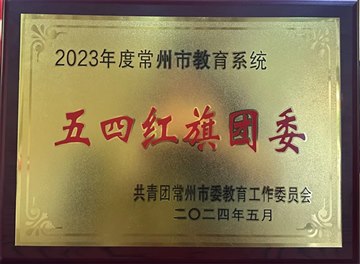 2023年度常州市教育系统
五四红旗团委
共青团常州市委教育工作委员会
二〇二四年五月